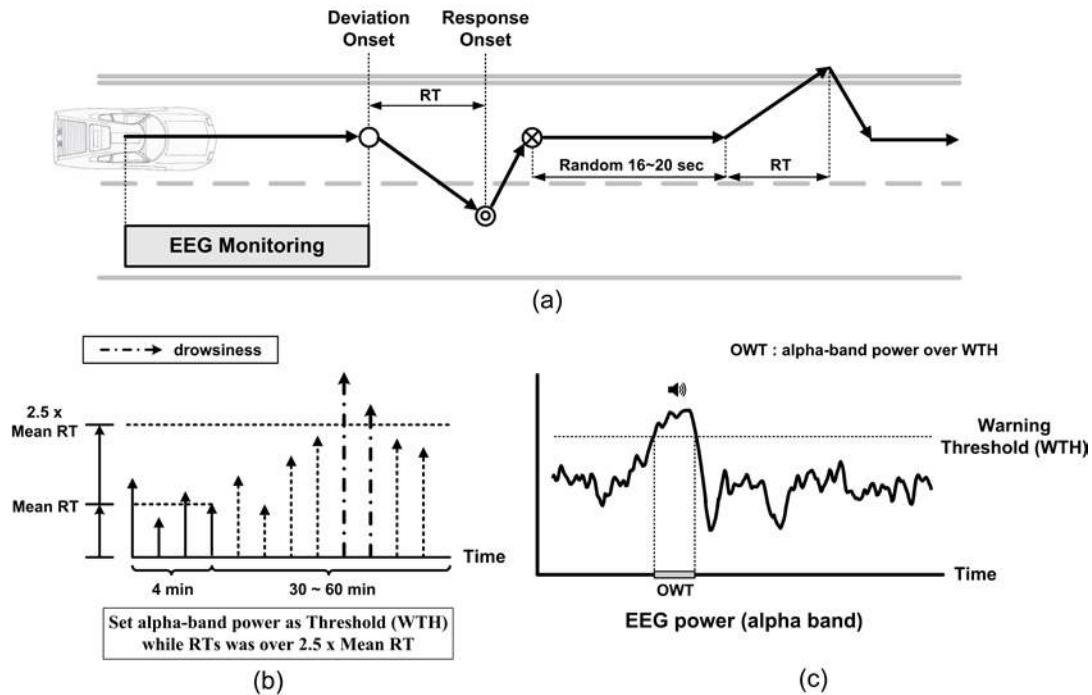 Deviation
Onset
Response
Onset
RT
Random 16~20 sec
RT
EEG Monitoring
(a)
drowsiness
2.5 x
Mean RT
Mean RT
Time
4 min
30 ~ 60 min
Set alpha-band power as Threshold (WTH)
while RTs was over 2.5 x Mean RT
(b)
OWT : alpha-band power over WTH
Warning
Threshold (WTH)
Time
OWT
EEG power (alpha band)
(c)